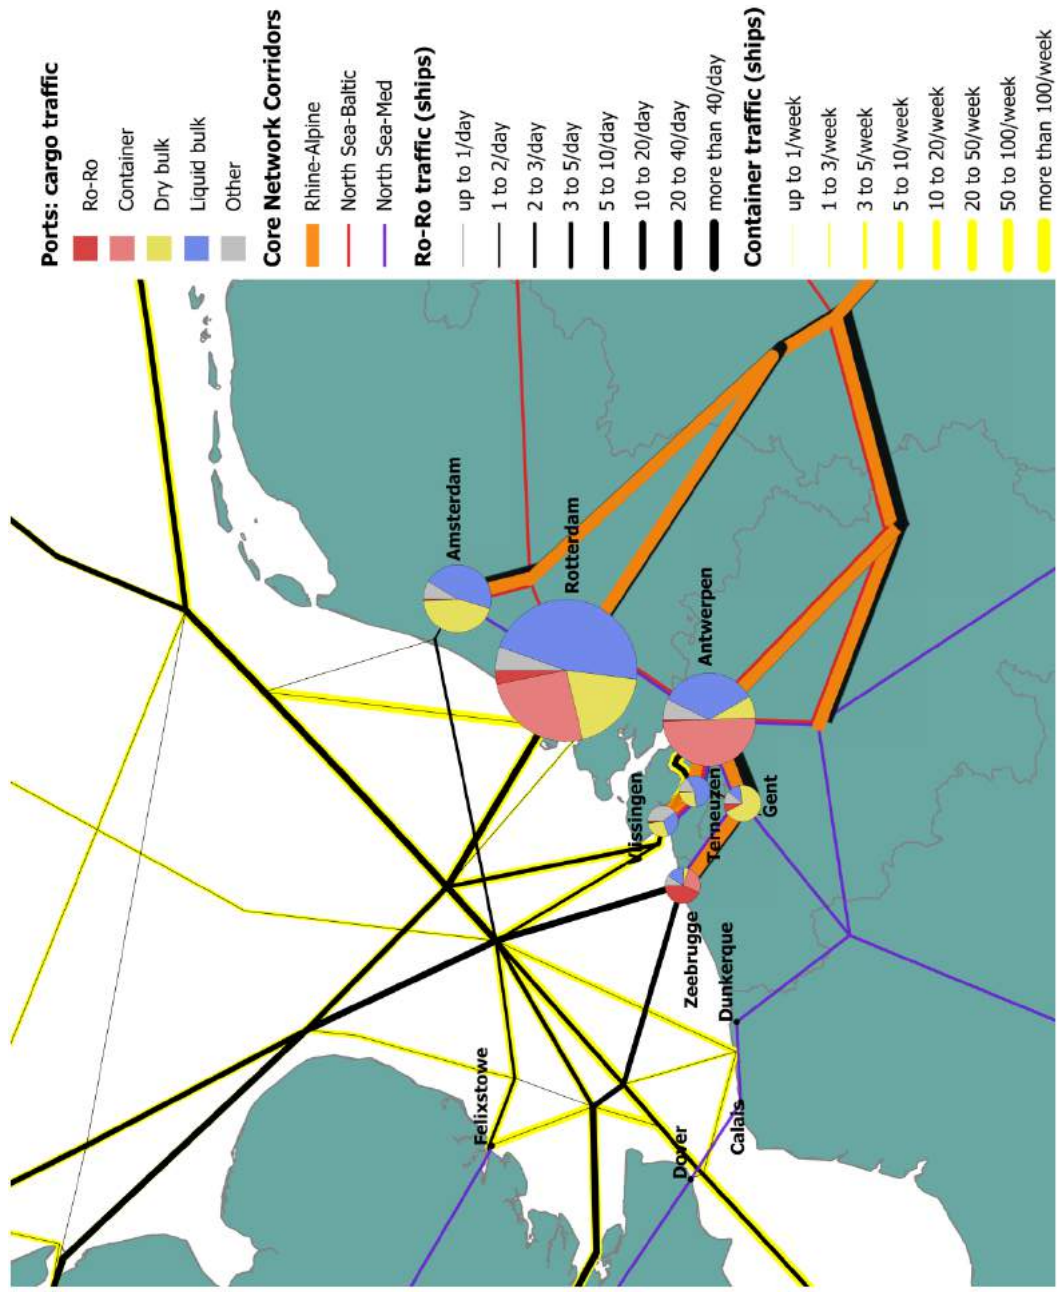 Ports: cargo traffic
Ro-Ro
Container
Dry bulk
Liquid bulk
Other
Core Network Corridors
Rhine-Alpine
North Sea-Baltic
North Sea-Med
Ro-Ro traffic (ships)
up to 1/day
1 to 2/day
2 to 3/day
3 to 5/day
5 to 10/day
10 to 20/day
20 to 40/day
more than 40/day
Container traffic (ships)
up to 1/week
1 to 3/week
3 to 5/week
5 to 10/week
10 to 20/week
20 to 50/week
50 to 100/week
more than 100/week
Amsterdam
Rotterdam
Antwerpen
Vlissingen
Terneuzen
Gent
Zeebrugge
Dunkerque
Felixstowe
Calais
Dover